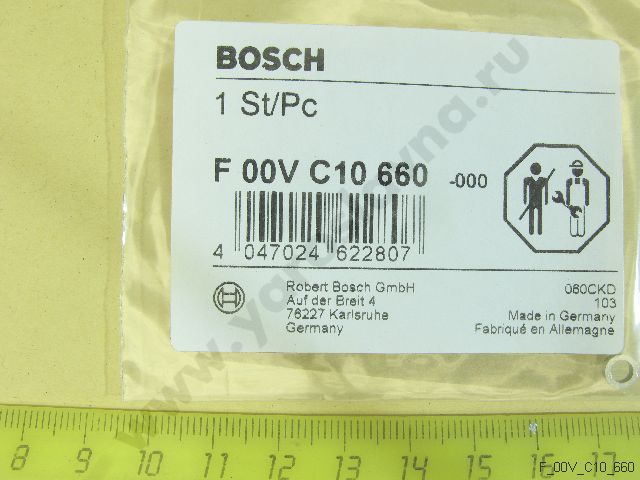 BOSCH
1 St/Pc
F 00V C10 660 -000
4 047024 622807
Robert Bosch GmbH
Auf der Breit 4
76227 Karlsruhe
Germany
060CKD
103
Made in Germany
Fabriqué en Allemagne
8 9 10 11 12 13 14 15 16 17
F_00V_C10_660